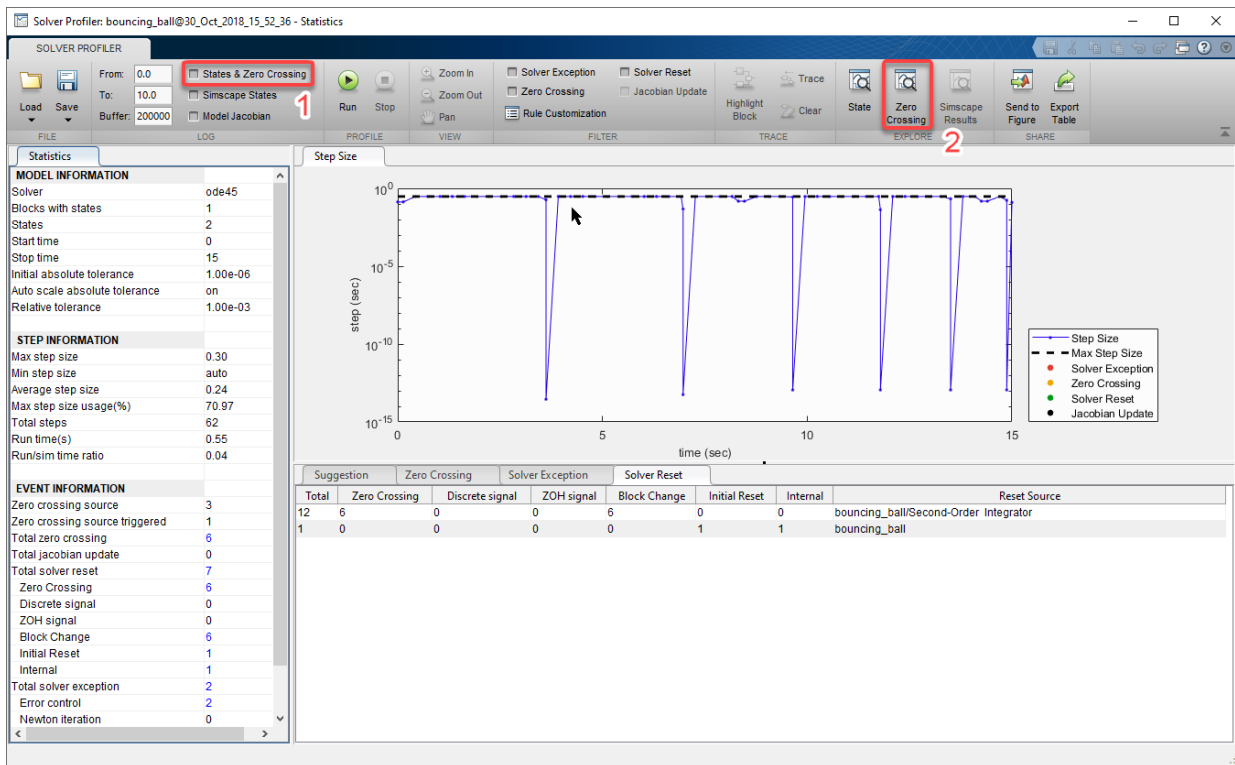 Solver Profiler: bouncing_ball@30_Oct_2018_15_52_36 - Statistics
SOLVER PROFILER
Load
Save
From: 0.0
To: 10.0
Buffer: 200000
States & Zero Crossing
Simscape States
Model Jacobian
1
Run
Stop
Zoom In
Zoom Out
Pan
Solver Exception
Zero Crossing
Rule Customization
Solver Reset
Jacobian Update
Highlight
Block
Trace
Clear
State
Zero
Crossing
Simscape
Results
Send to
Figure
Export
Table
FILE LOG PROFILE VIEW FILTER TRACE EXPLORE SHARE
2
Statistics
MODEL INFORMATION
Solver ode45
Blocks with states 1
States 2
Start time 0
Stop time 15
Initial absolute tolerance 1.00e-06
Auto scale absolute tolerance on
Relative tolerance 1.00e-03
STEP INFORMATION
Max step size 0.30
Min step size auto
Average step size 0.24
Max step size usage(%) 70.97
Total steps 62
Run time(s) 0.55
Run/sim time ratio 0.04
EVENT INFORMATION
Zero crossing source 3
Zero crossing source triggered 1
Total zero crossing 6
Total jacobian update 0
Total solver reset 7
Zero Crossing 6
Discrete signal 0
ZOH signal 0
Block Change 6
Initial Reset 1
Internal 1
Total solver exception 2
Error control 2
Newton iteration 0
Step Size
10^0
10^-5
10^-10
10^-15
step (sec)
0 5 10 15
time (sec)
Step Size
Max Step Size
Solver Exception
Zero Crossing
Solver Reset
Jacobian Update
Suggestion Zero Crossing Solver Exception Solver Reset
Total Zero Crossing Discrete signal ZOH signal Block Change Initial Reset Internal Reset Source
12 6 0 0 6 0 0 bouncing_ball/Second-Order Integrator
1 0 0 0 0 1 1 bouncing_ball